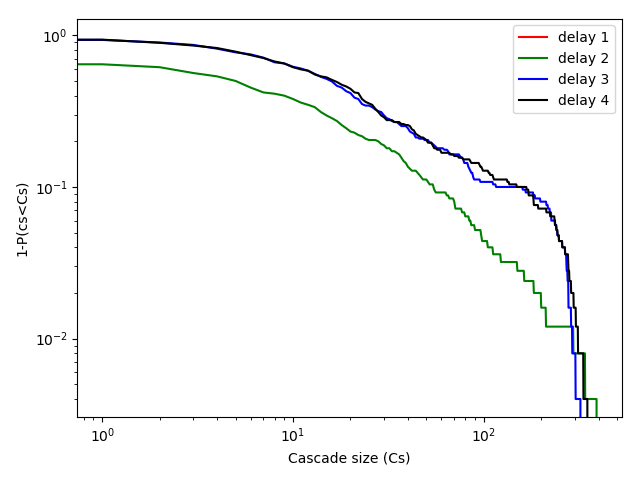 delay 1
delay 2
delay 3
delay 4
10⁰
10⁻¹
10⁻²
1-P(cs<Cs)
10⁰ 10¹ 10²
Cascade size (Cs)